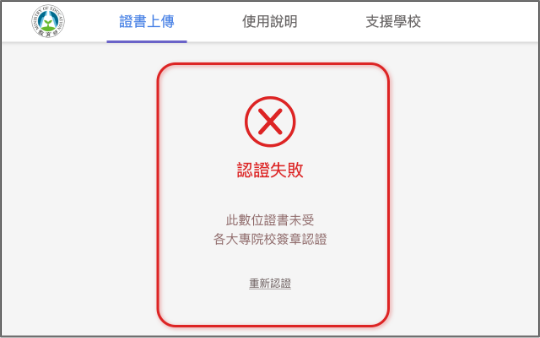 證書上傳
使用說明
支援學校
認證失敗
此數位證書未受
各大專院校簽章認證
重新認證